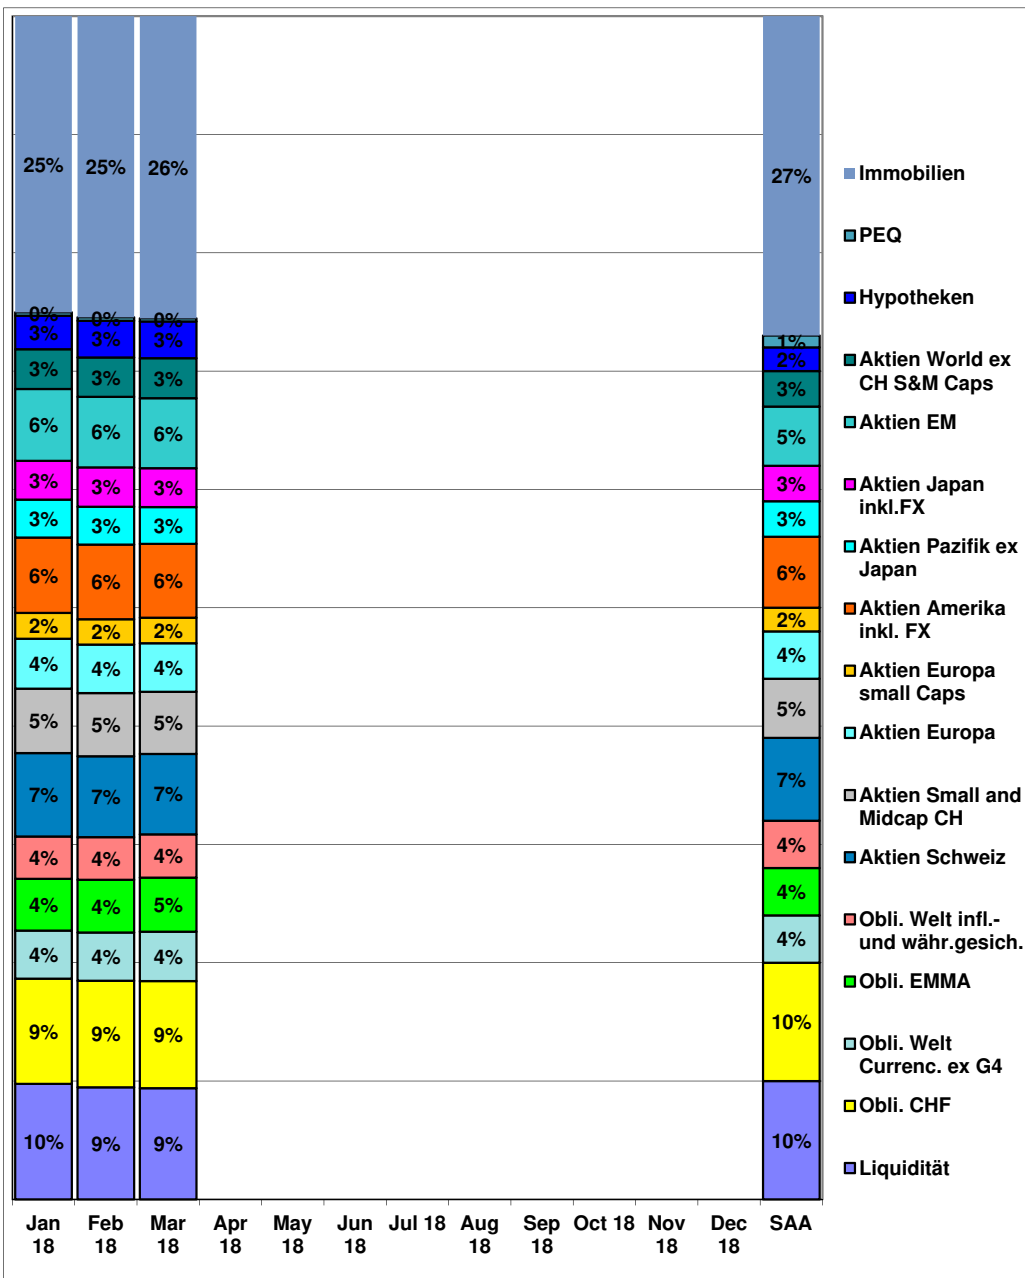 25%
25%
26%
27%
0%
0%
0%
1%
3%
3%
3%
2%
3%
3%
3%
3%
6%
6%
6%
5%
3%
3%
3%
3%
3%
3%
3%
3%
6%
6%
6%
6%
2%
2%
2%
2%
4%
4%
4%
4%
5%
5%
5%
5%
7%
7%
7%
7%
4%
4%
4%
4%
4%
4%
5%
4%
4%
4%
4%
4%
9%
9%
9%
10%
10%
9%
9%
10%
Jan
18
Feb
18
Mar
18
Apr
18
May
18
Jun
18
Jul 18
Aug
18
Sep
18
Oct 18
Nov
18
Dec
18
SAA
Immobilien
PEQ
Hypotheken
Aktien World ex
CH S&M Caps
Aktien EM
Aktien Japan
inkl.FX
Aktien Pazifik ex
Japan
Aktien Amerika
inkl. FX
Aktien Europa
small Caps
Aktien Europa
Aktien Small and
Midcap CH
Aktien Schweiz
Obli. Welt infl.-
und währ.gesich.
Obli. EMMA
Obli. Welt
Currenc. ex G4
Obli. CHF
Liquidität